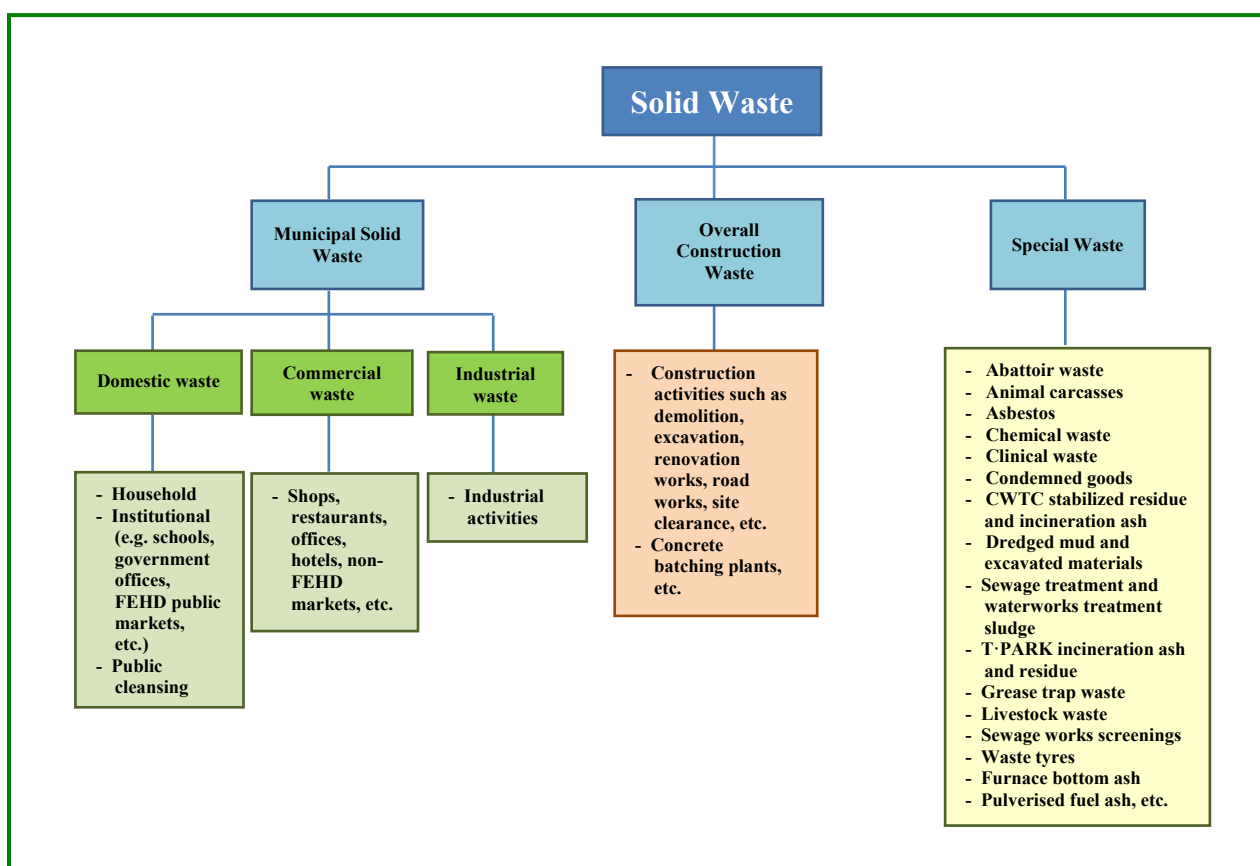 Solid Waste
Municipal Solid
Waste
Overall
Construction
Waste
Special Waste
Domestic waste
Commercial
waste
Industrial
waste
- Household
- Institutional
(e.g. schools,
government
offices,
FEHD public
markets,
etc.)
- Public
cleansing
- Shops,
restaurants,
offices,
hotels, non-
FEHD
markets, etc.
- Industrial
activities
- Construction
activities such as
demolition,
excavation,
renovation
works, road
works, site
clearance, etc.
- Concrete
batching plants,
etc.
- Abattoir waste
- Animal carcasses
- Asbestos
- Chemical waste
- Clinical waste
- Condemned goods
- CWTC stabilized residue
and incineration ash
- Dredged mud and
excavated materials
- Sewage treatment and
waterworks treatment
sludge
- T·PARK incineration ash
and residue
- Grease trap waste
- Livestock waste
- Sewage works screenings
- Waste tyres
- Furnace bottom ash
- Pulverised fuel ash, etc.